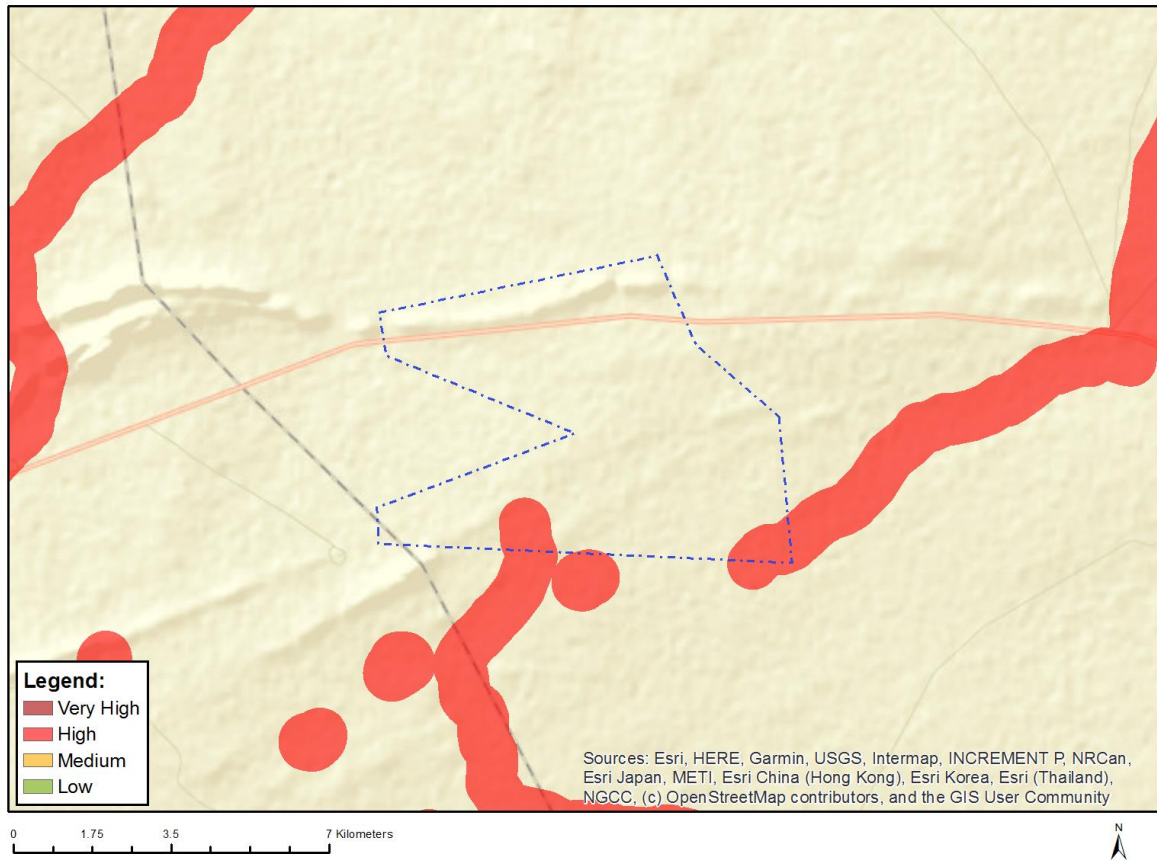 Legend:
Very High
High
Medium
Low
Sources: Esri, HERE, Garmin, USGS, Intermap, INCREMENT P, NRCan,
Esri Japan, METI, Esri China (Hong Kong), Esri Korea, Esri (Thailand),
NGCC, (c) OpenStreetMap contributors, and the GIS User Community
0 1.75 3.5 7 Kilometers
N